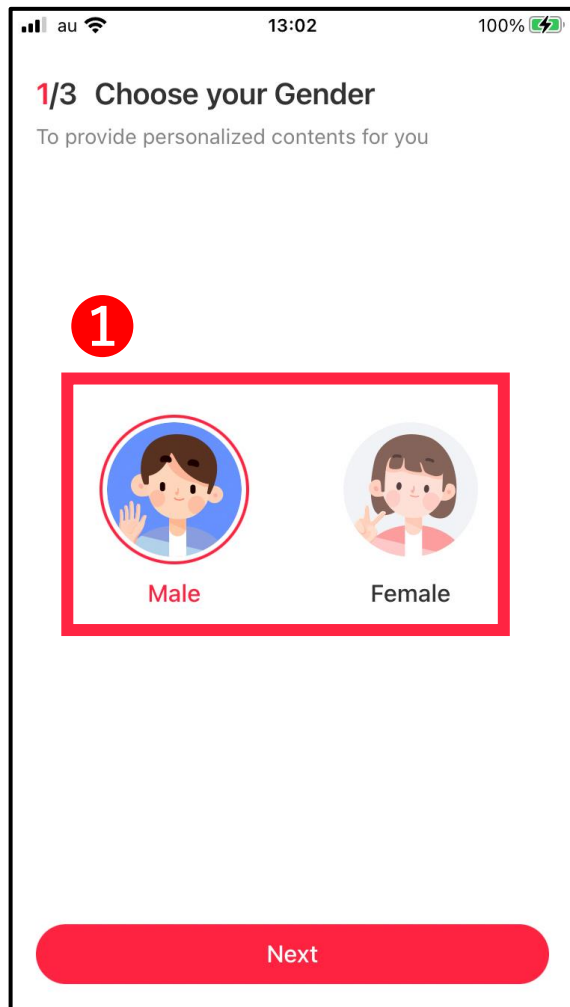 au 13:02 100%
1/3 Choose your Gender
To provide personalized contents for you
1
Male Female
Next